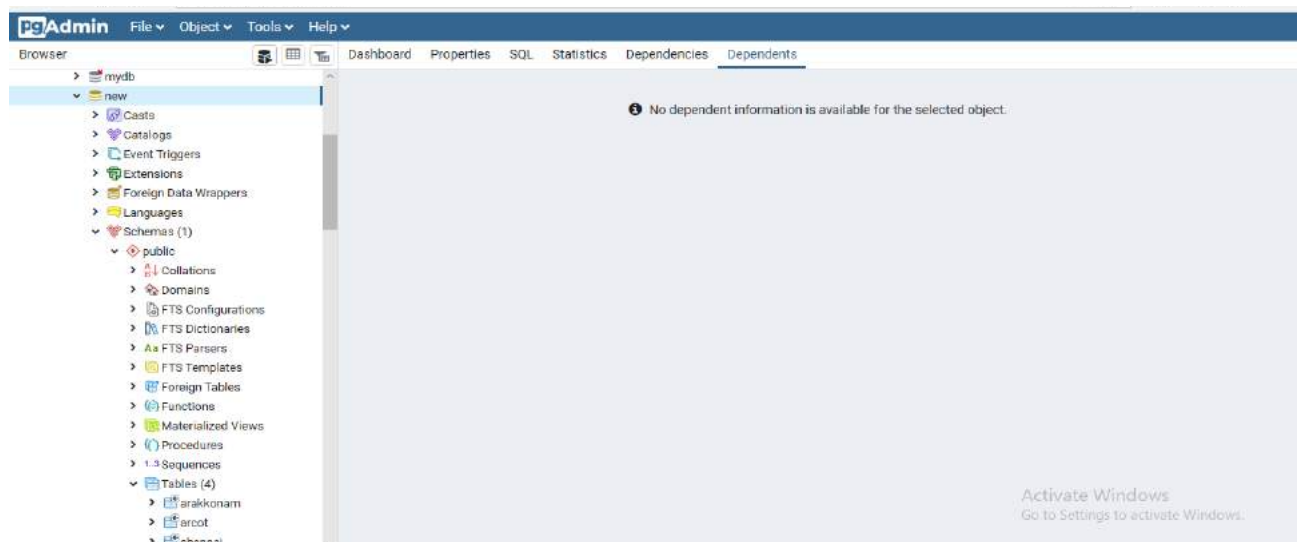 pgAdmin File Object Tools Help
Browser Dashboard Properties SQL Statistics Dependencies Dependents
mydb
new
No dependent information is available for the selected object.
Casts
Catalogs
Event Triggers
Extensions
Foreign Data Wrappers
Languages
Schemas (1)
public
Collations
Domains
FTS Configurations
FTS Dictionaries
Aa FTS Parsers
FTS Templates
Foreign Tables
Functions
Materialized Views
Procedures
1..3 Sequences
Tables (4)
arakkonam
arcot
Activate Windows
Go to Settings to activate Windows.